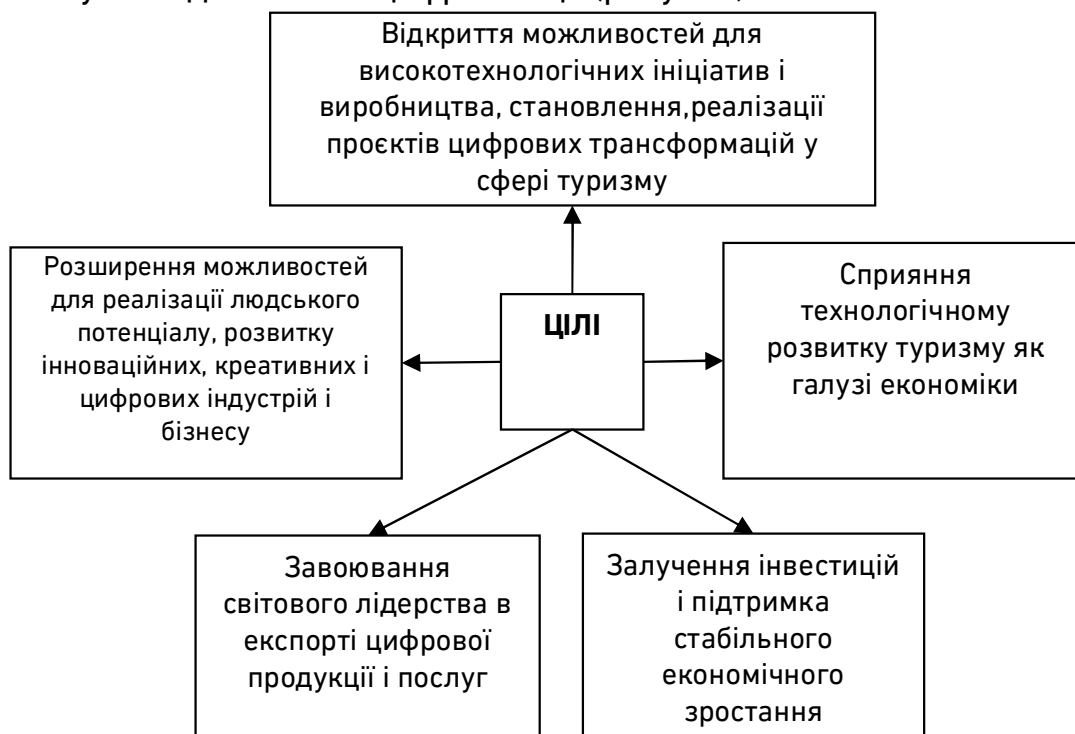 Відкриття можливостей для
високотехнологічних ініціатив і
виробництва, становлення,реалізації
проєктів цифрових трансформацій у
сфері туризму
Розширення можливостей
для реалізації людського
потенціалу, розвитку
інноваційних, креативних і
цифрових індустрій і
бізнесу
ЦІЛІ
Сприяння
технологічному
розвитку туризму як
галузі економіки
Завоювання
світового лідерства в
експорті цифрової
продукції і послуг
Залучення інвестицій
і підтримка
стабільного
економічного
зростання